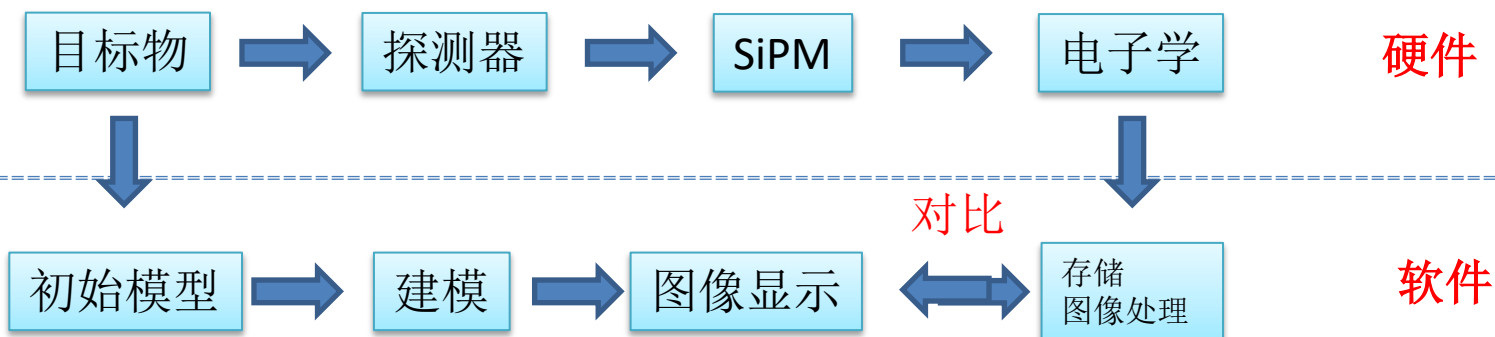 目标物
探测器
SiPM
电子学
硬件
对比
初始模型
建模
图像显示
存储
图像处理
软件